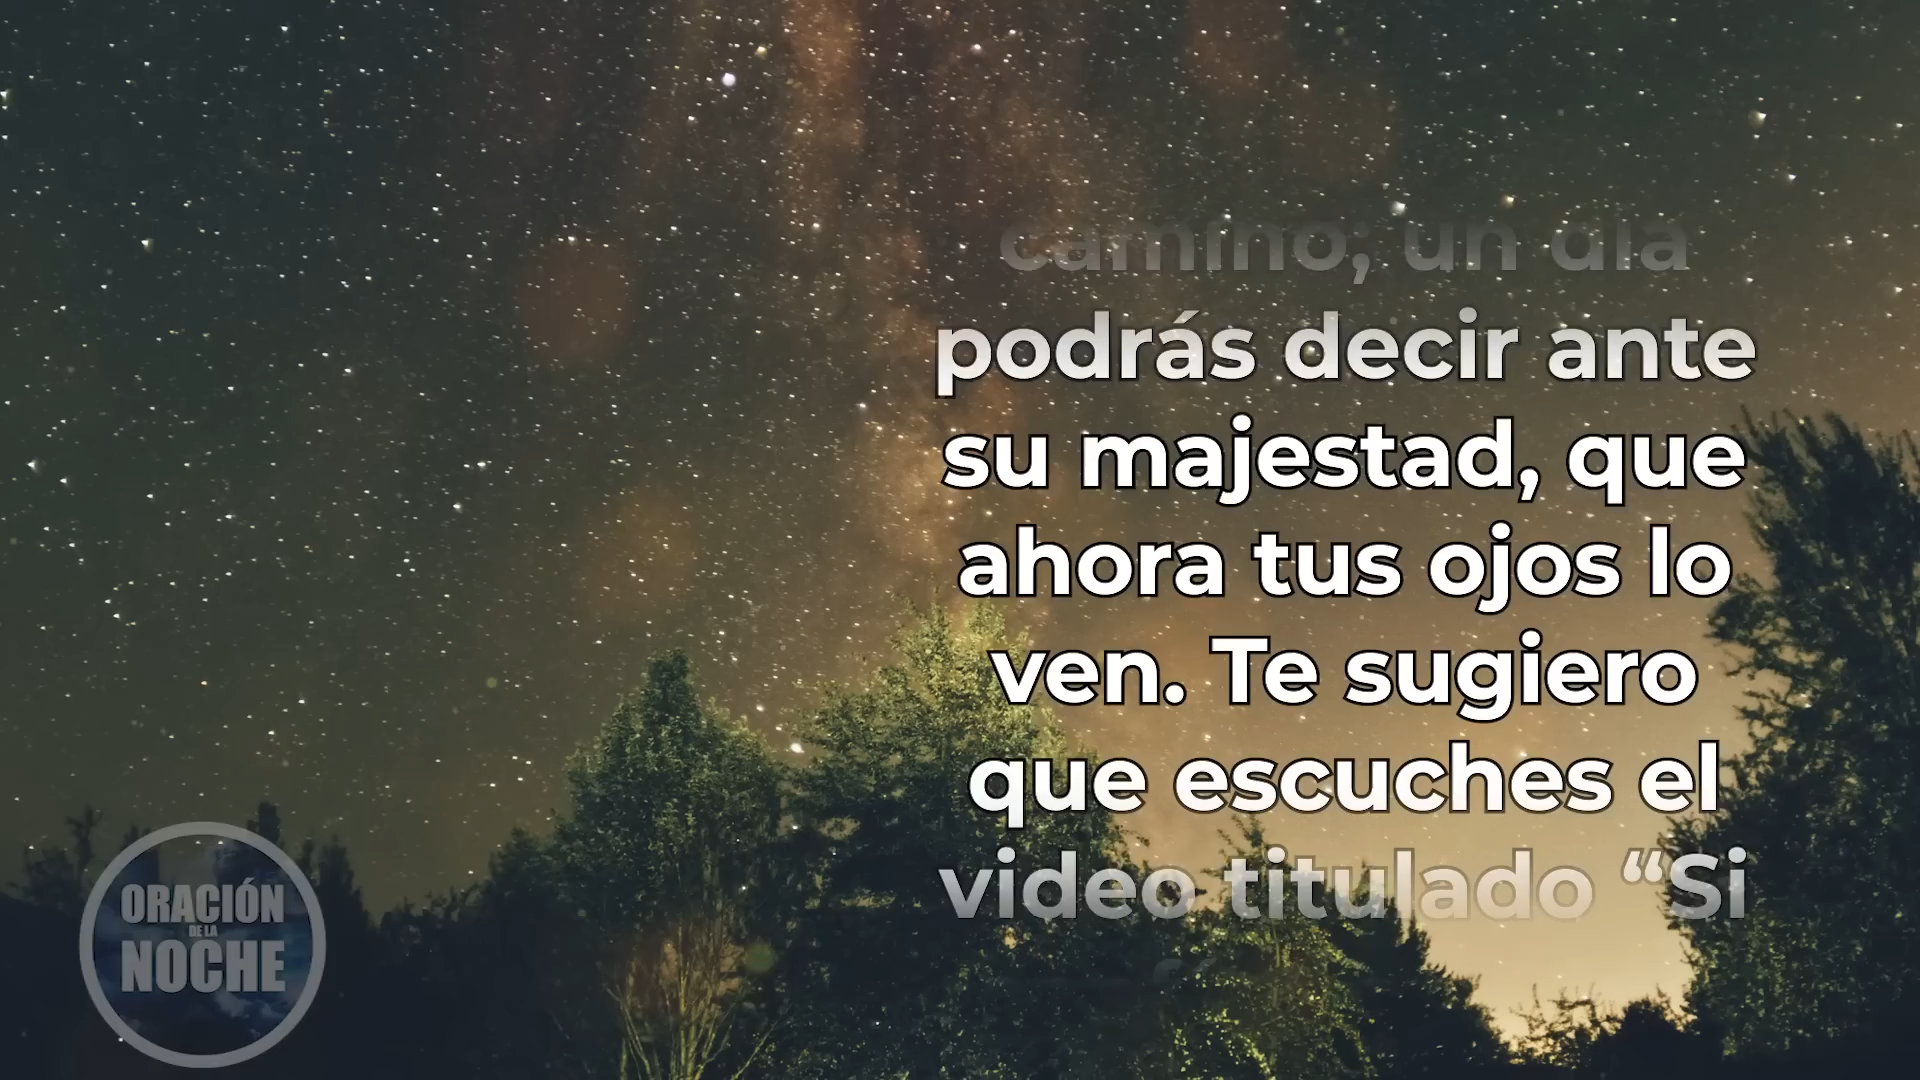 camino; un día
podrás decir ante
su majestad, que
ahora tus ojos lo
ven. Te sugiero
que escuches el
video titulado “Si
ORACIÓN
DE LA
NOCHE